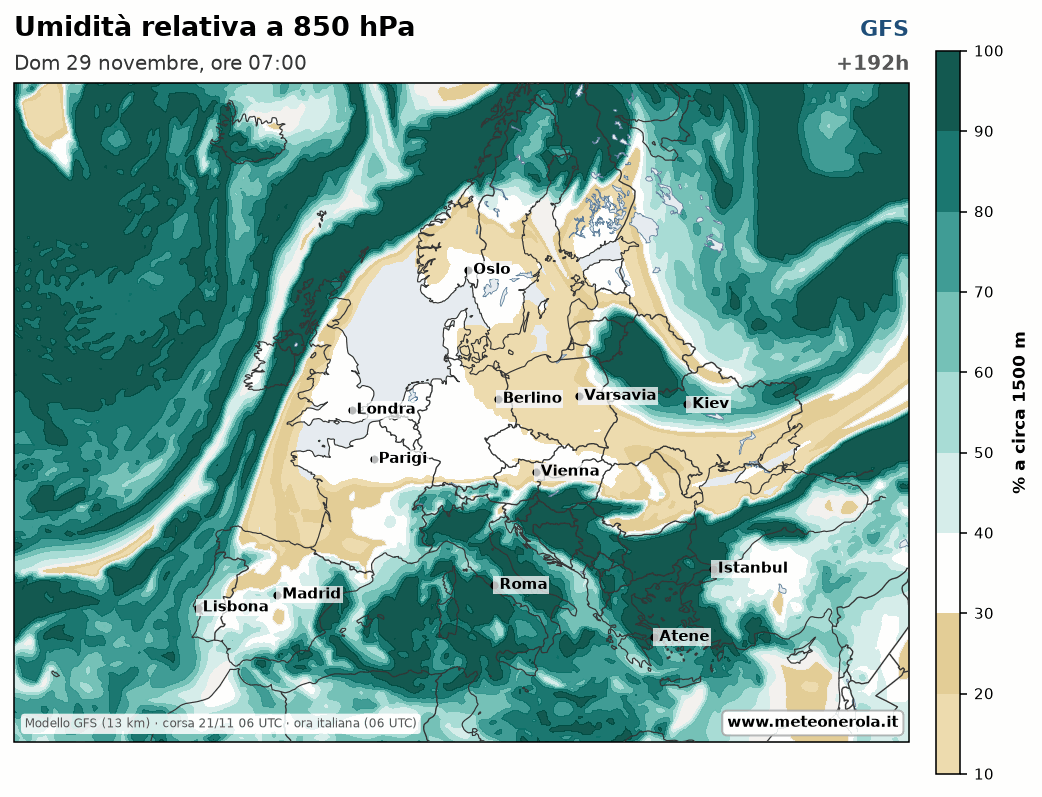 Umidità relativa a 850 hPa
GFS
Dom 29 novembre, ore 07:00
+192h
100
90
80
70
60
50
40
30
20
10
% a circa 1500 m
Oslo
Berlino
Varsavia
Kiev
Londra
Parigi
Vienna
Istanbul
Roma
Madrid
Lisbona
Atene
Modello GFS (13 km) · corsa 21/11 06 UTC · ora italiana (06 UTC)
www.meteonerola.it